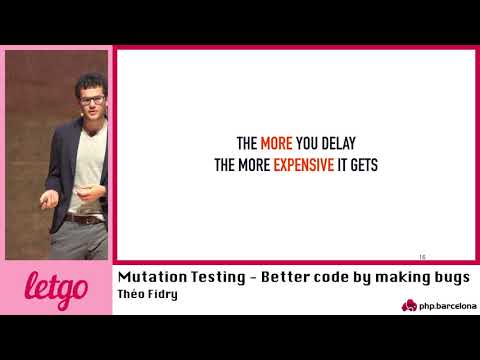 THE MORE YOU DELAY
THE MORE EXPENSIVE IT GETS
16
letgo
Mutation Testing - Better code by making bugs
Théo Fidry
php.barcelona